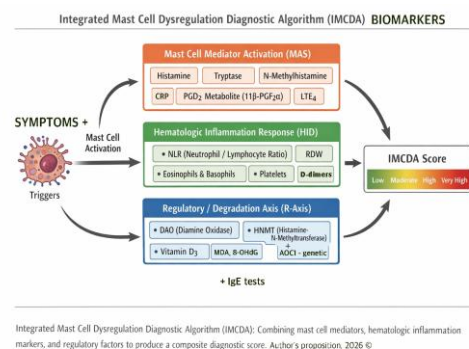 Integrated Mast Cell Dysregulation Diagnostic Algorithm (IMCDA) BIOMARKERS
Mast Cell Mediator Activation (MAS)
Histamine Tryptase N-Methylhistamine
CRP PGD₂ Metabolite (11β-PGF₂α) LTE₄
SYMPTOMS +
Mast Cell
Activation
Triggers
Hematologic Inflammation Response (HID)
• NLR (Neutrophil / Lymphocyte Ratio) RDW
• Eosinophils & Basophils • Platelets D-dimers
IMCDA Score
Low Moderate High Very High
Regulatory / Degradation Axis (R-Axis)
• DAO (Diamine Oxidase) • HNMT (Histamine-
N-Methyltransferase)
+
• Vitamin D₃ MDA, 8-OHdG AOCI - genetic
+ IgE tests
Integrated Mast Cell Dysregulation Diagnostic Algorithm (IMCDA): Combining mast cell mediators, hematologic inflammation
markers, and regulatory factors to produce a composite diagnostic score. Author's proposition, 2026 ©